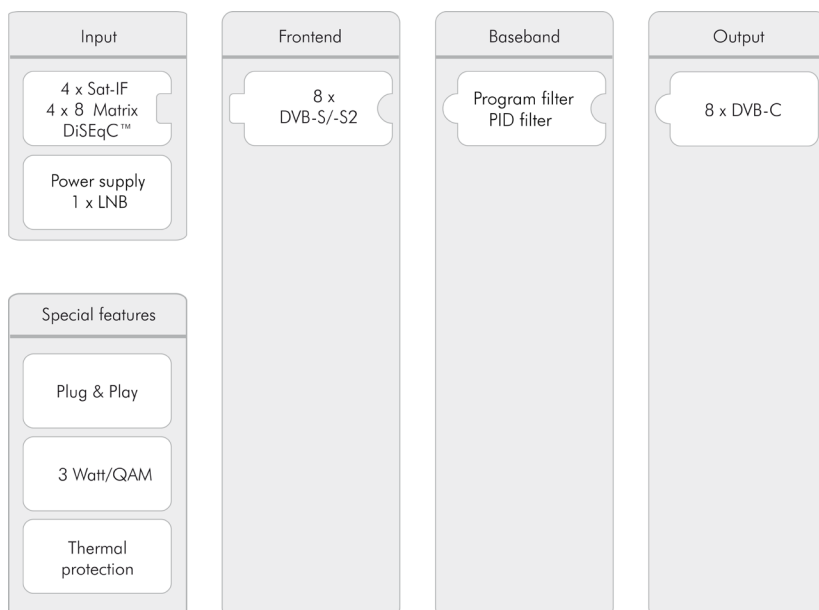 Input
4 x Sat-IF
4 x 8 Matrix
DiSEqC™
Power supply
1 x LNB
Special features
Plug & Play
3 Watt/QAM
Thermal
protection
Frontend
8 x
DVB-S/-S2
Baseband
Program filter
PID filter
Output
8 x DVB-C